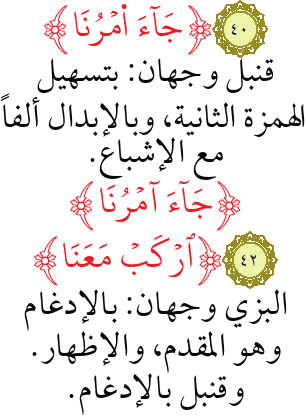 ٤٠ ﴿جَآءَ اَمۡرُنَا﴾
قنبل وجهان: بتسهيل
الهمزة الثانية، وبالإبدال ألفاً
مع الإشباع.
﴿جَآءَ آمۡرُنَا﴾
٤٢ ﴿ٱرۡكَبۡ مَعَنَا﴾
البزي وجهان: بالإدغام
وهو المقدم، والإظهار.
وقنبل بالإدغام.